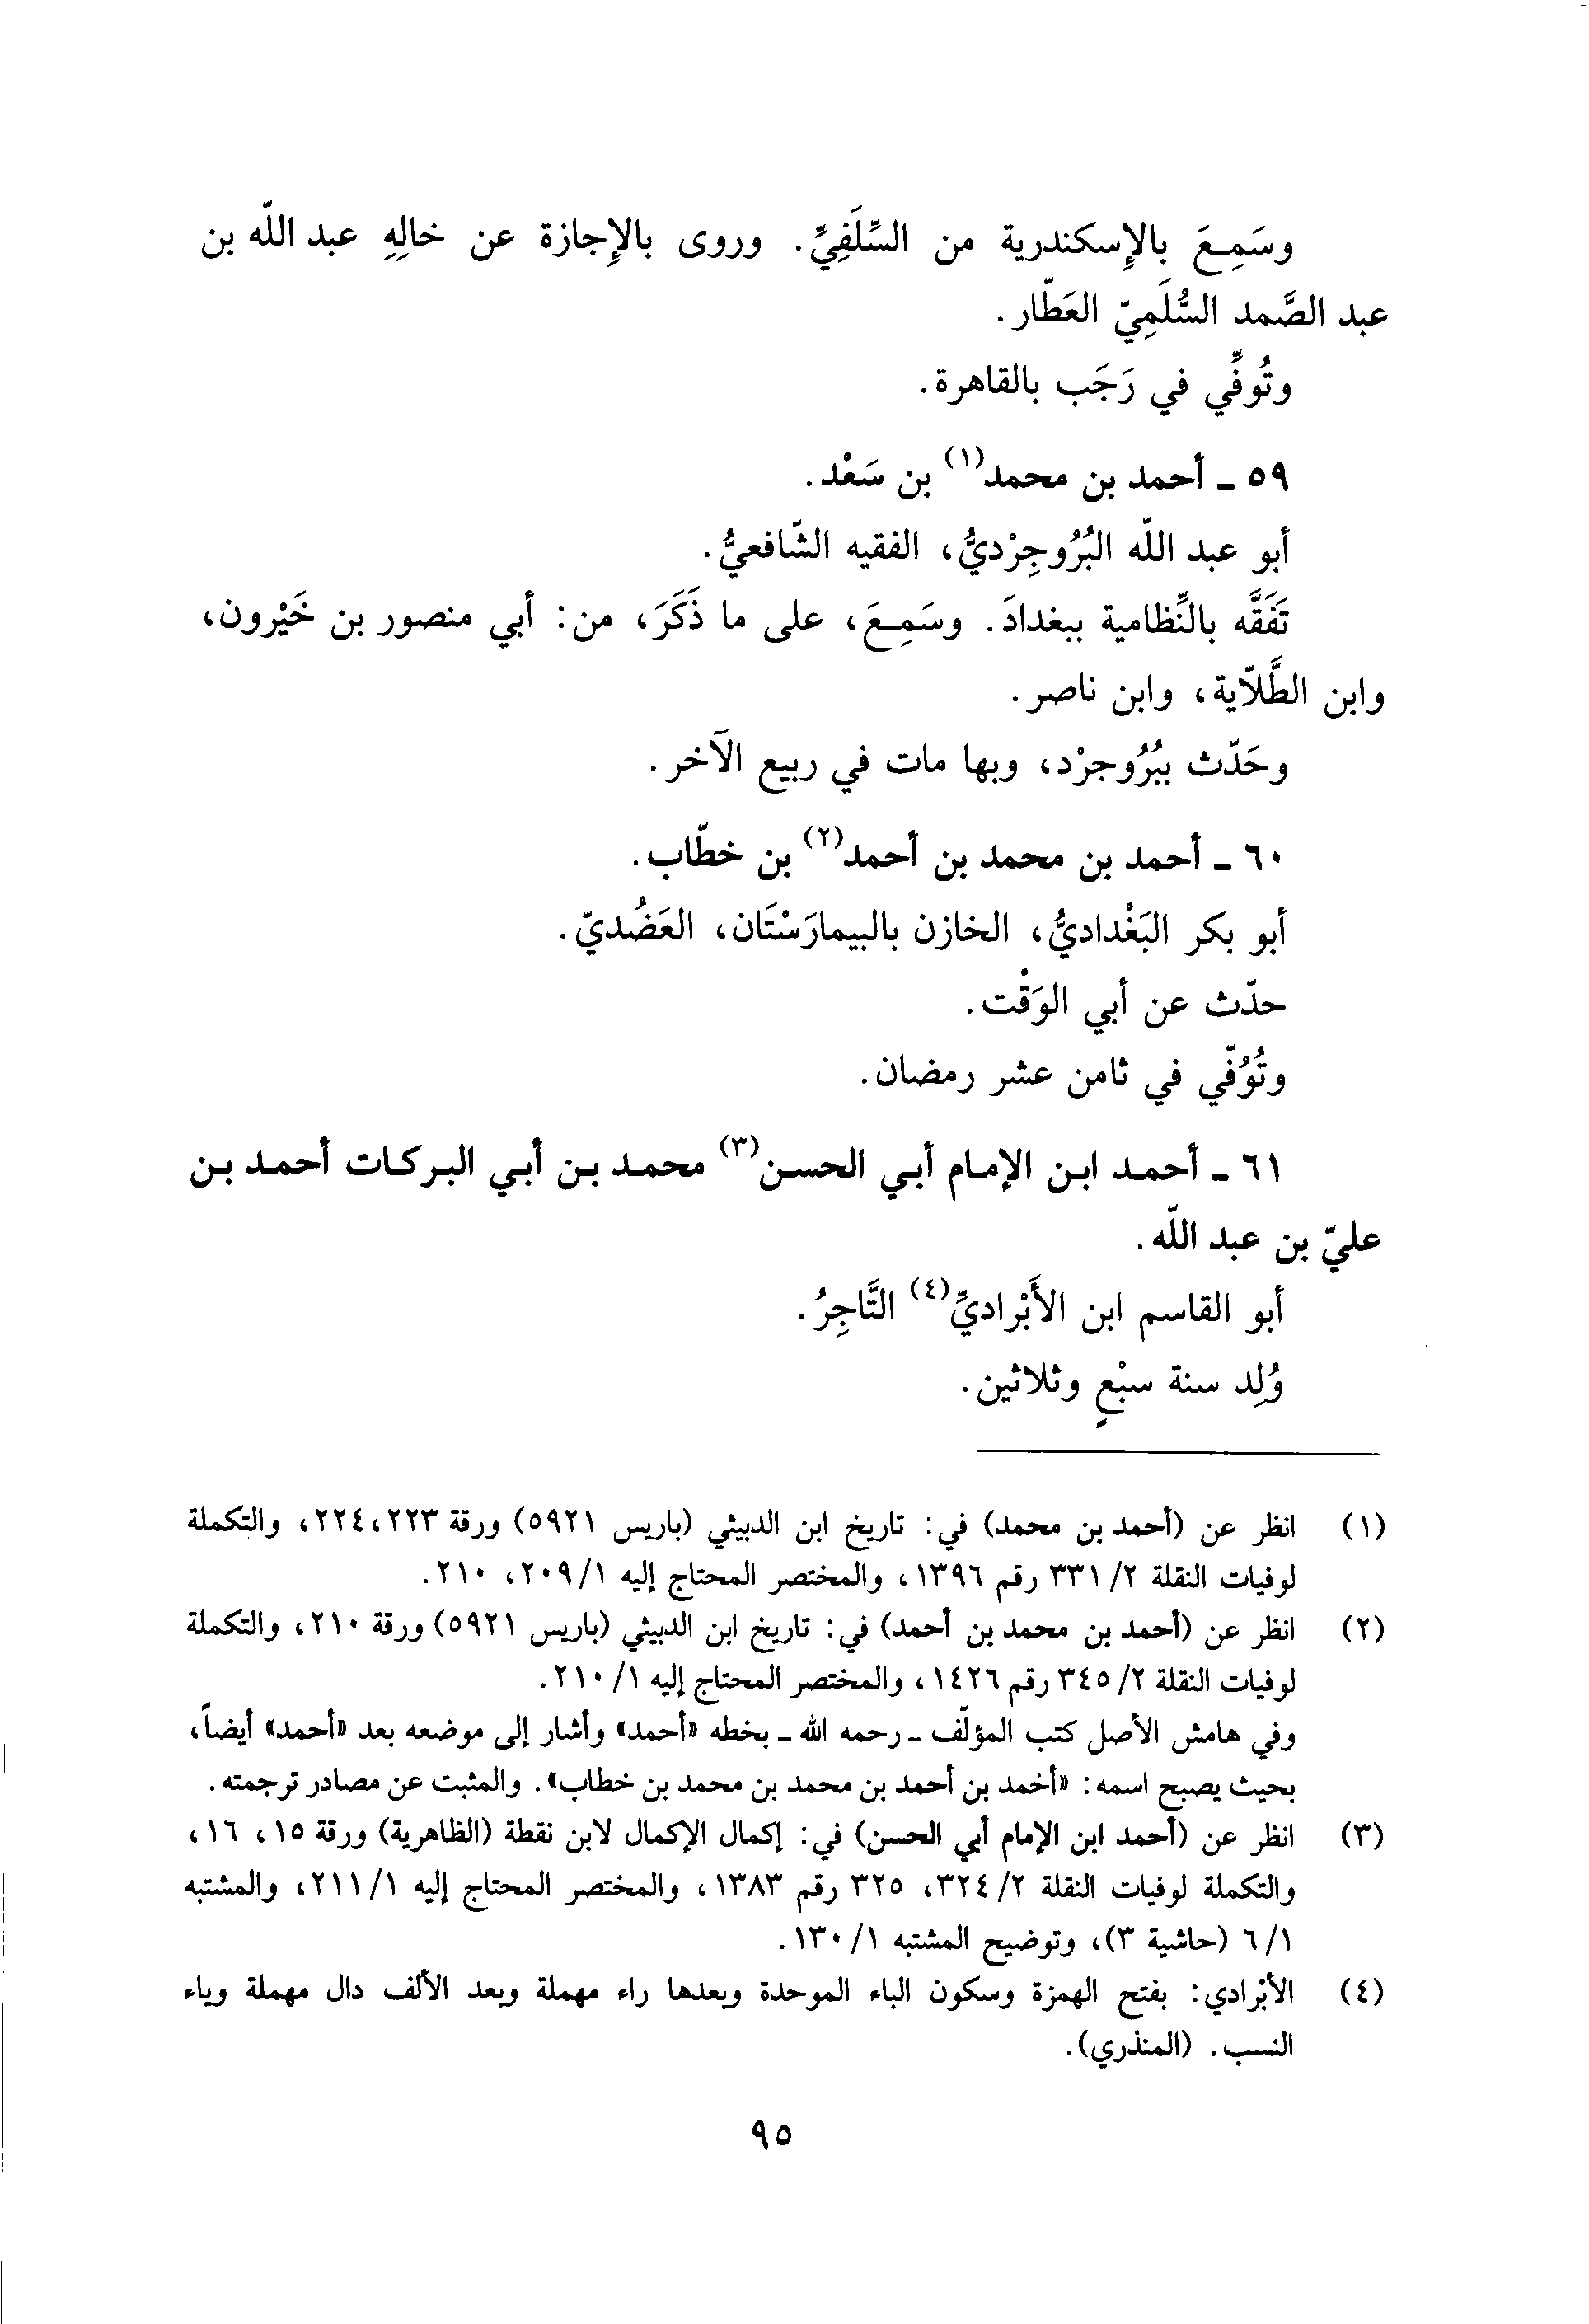 وسَمِعَ بالإِسكندرية من السِّلَفِيِّ. وروى بالإِجازة عن خالِهِ عبد اللّه بن
عبد الصَّمد السُّلَمِيّ العَطَّار.
وتُوفِّي في رَجَب بالقاهرة.
٥٩ ـ أحمد بن محمد(١) بن سَعْد.
أبو عبد اللّه البُرُوجِرْديُّ، الفقيه الشّافعيُّ.
تَفَقَّه بالنِّظامية ببغدادَ. وسَمِعَ، على ما ذَكَرَ، من: أبي منصور بن خَيْرون،
وابن الطَّلّاية، وابن ناصر.
وحَدّث ببُرُوجرْد، وبها مات في ربيع الآخر.
٦٠ ـ أحمد بن محمد بن أحمد(٢) بن خطّاب.
أبو بكر البَغْداديُّ، الخازن بالبيمارَسْتَان، العَضُديّ.
حدّث عن أبي الوَقْت.
وتُوُفّي في ثامن عشر رمضان.
٦١ ـ أحمد ابن الإمام أبي الحسن(٣) محمد بن أبي البركات أحمد بن
عليّ بن عبد اللّه.
أبو القاسم ابن الأَبْراديِّ(٤) التَّاجِرُ.
وُلِد سنة سبْعٍ وثلاثين.
(١) انظر عن (أحمد بن محمد) في: تاريخ ابن الدبيثي (باريس ٥٩٢١) ورقة ٢٢٣، ٢٢٤، والتكملة
لوفيات النقلة ٢/ ٣٣١ رقم ١٣٩٦، والمختصر المحتاج إليه ١/ ٢٠٩، ٢١٠.
(٢) انظر عن (أحمد بن محمد بن أحمد) في: تاريخ ابن الدبيثي (باريس ٥٩٢١) ورقة ٢١٠، والتكملة
لوفيات النقلة ٢/ ٣٤٥ رقم ١٤٢٦، والمختصر المحتاج إليه ١/ ٢١٠.
وفي هامش الأصل كتب المؤلّف ـ رحمه الله ـ بخطه «أحمد» وأشار إلى موضعه بعد «أحمد» أيضاً،
بحيث يصبح اسمه: «أحمد بن أحمد بن محمد بن محمد بن خطاب». والمثبت عن مصادر ترجمته.
(٣) انظر عن (أحمد ابن الإمام أبي الحسن) في: إكمال الإكمال لابن نقطة (الظاهرية) ورقة ١٥، ١٦،
والتكملة لوفيات النقلة ٢/ ٣٢٤، ٣٢٥ رقم ١٣٨٣، والمختصر المحتاج إليه ١/ ٢١١، والمشتبه
١/ ٦ (حاشية ٣)، وتوضيح المشتبه ١/ ١٣٠.
(٤) الأبْرادي: بفتح الهمزة وسكون الباء الموحدة وبعدها راء مهملة وبعد الألف دال مهملة وياء
النسب. (المنذري).
٩٥